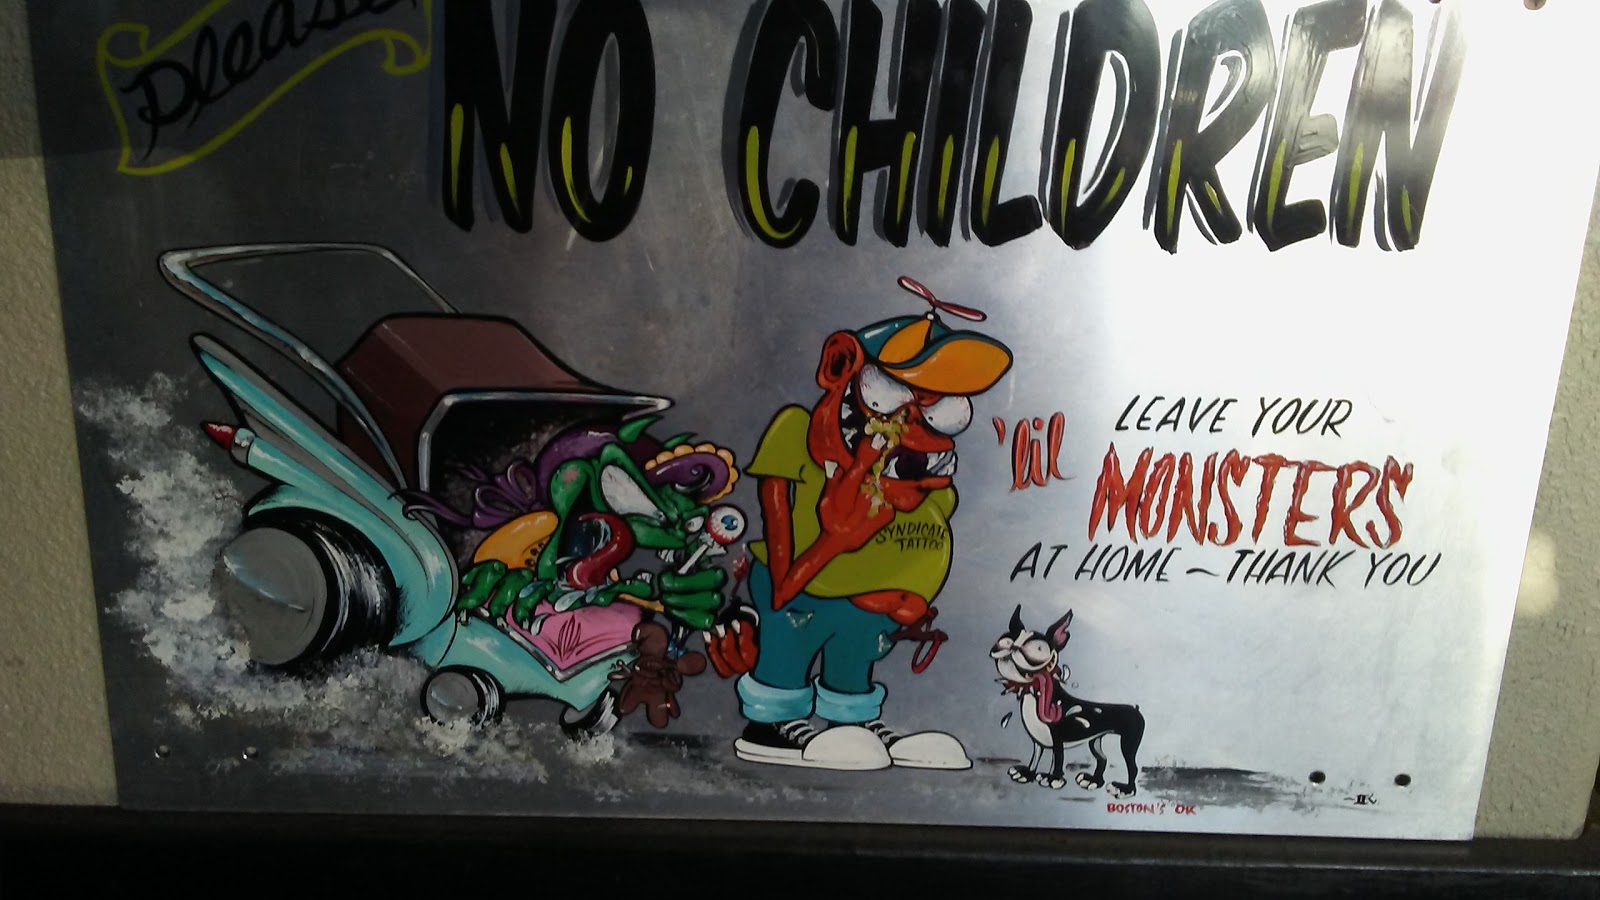 Please
NO CHILDREN
LEAVE YOUR
'lil MONSTERS
AT HOME - THANK YOU
SYNDICATE
TATTOO
BOSTON'S OK